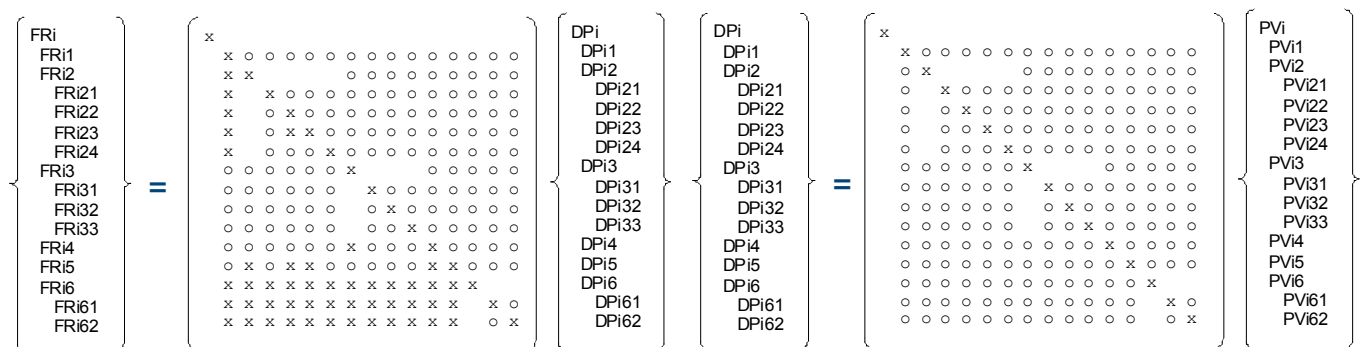 FRi x DPi DPi x PVi
FRi1 x o o o o o o o o o o o o o o DPi1 DPi1 x o o o o o o o o o o o o o o PVi1
FRi2 x x o o o o o o o o o DPi2 DPi2 o x o o o o o o o o o PVi2
FRi21 x x o o o o o o o o o o o o DPi21 DPi21 o x o o o o o o o o o o o o PVi21
FRi22 x o x o o o o o o o o o o o DPi22 DPi22 o o x o o o o o o o o o o o PVi22
FRi23 x o x x o o o o o o o o o o DPi23 DPi23 o o o x o o o o o o o o o o PVi23
FRi24 x o o o x o o o o o o o o o DPi24 DPi24 o o o o x o o o o o o o o o PVi24
FRi3 o o o o o o x o o o o o DPi3 DPi3 o o o o o o x o o o o o PVi3
FRi31 = o o o o o o x o o o o o o o DPi31 DPi31 = o o o o o o x o o o o o o o PVi31
FRi32 o o o o o o o x o o o o o o DPi32 DPi32 o o o o o o o x o o o o o o PVi32
FRi33 o o o o o o o o x o o o o o DPi33 DPi33 o o o o o o o o x o o o o o PVi33
FRi4 o o o o o o x o o o x o o o o DPi4 DPi4 o o o o o o o o o o x o o o o PVi4
FRi5 o x o x x o o o o o x x o o o DPi5 DPi5 o o o o o o o o o o o x o o o PVi5
FRi6 x x x x x x x x x x x x x DPi6 DPi6 o o o o o o o o o o o o x PVi6
FRi61 x x x x x x x x x x x x x o DPi61 DPi61 o o o o o o o o o o o o x o PVi61
FRi62 x x x x x x x x x x x x o x DPi62 DPi62 o o o o o o o o o o o o o x PVi62